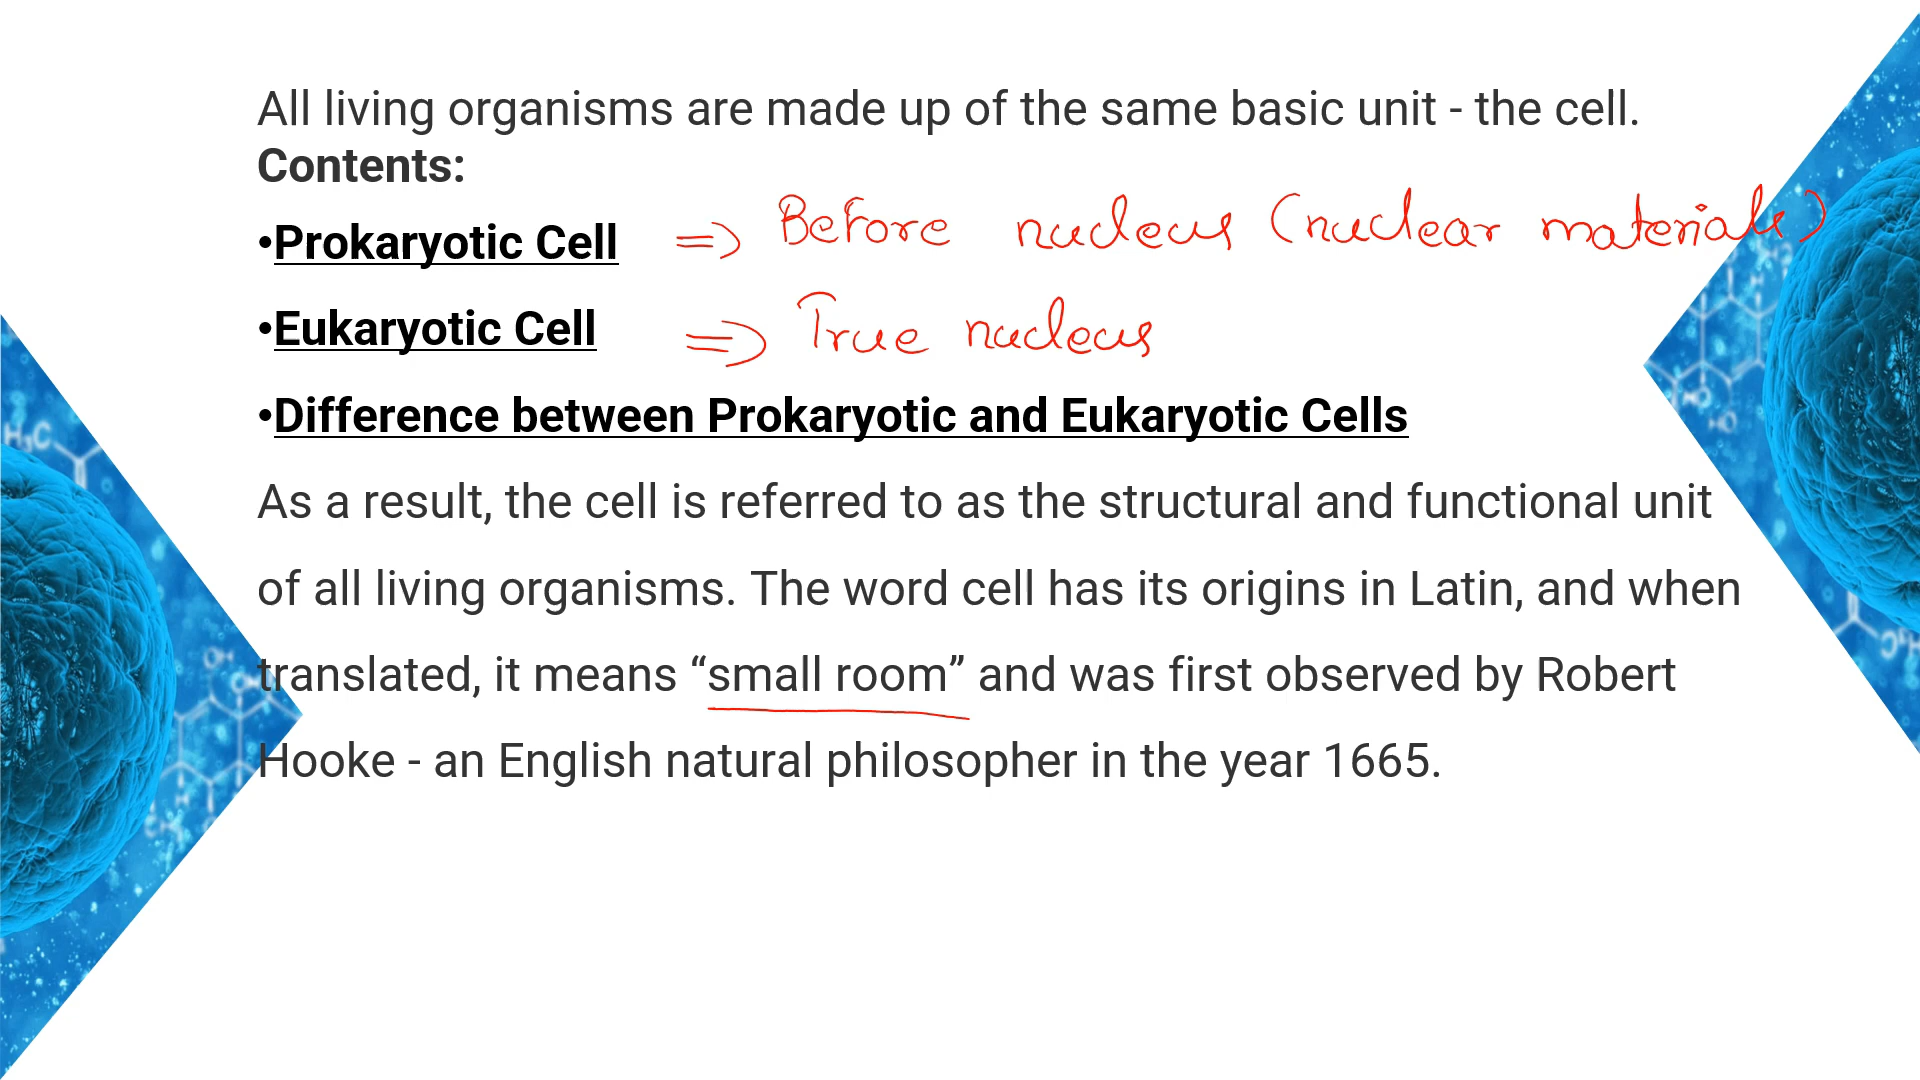 All living organisms are made up of the same basic unit - the cell.
Contents:
•Prokaryotic Cell => Before nucleus (nuclear materials)
•Eukaryotic Cell => True nucleus
•Difference between Prokaryotic and Eukaryotic Cells
As a result, the cell is referred to as the structural and functional unit
of all living organisms. The word cell has its origins in Latin, and when
translated, it means “small room” and was first observed by Robert
Hooke - an English natural philosopher in the year 1665.
H₃C
OH
HO